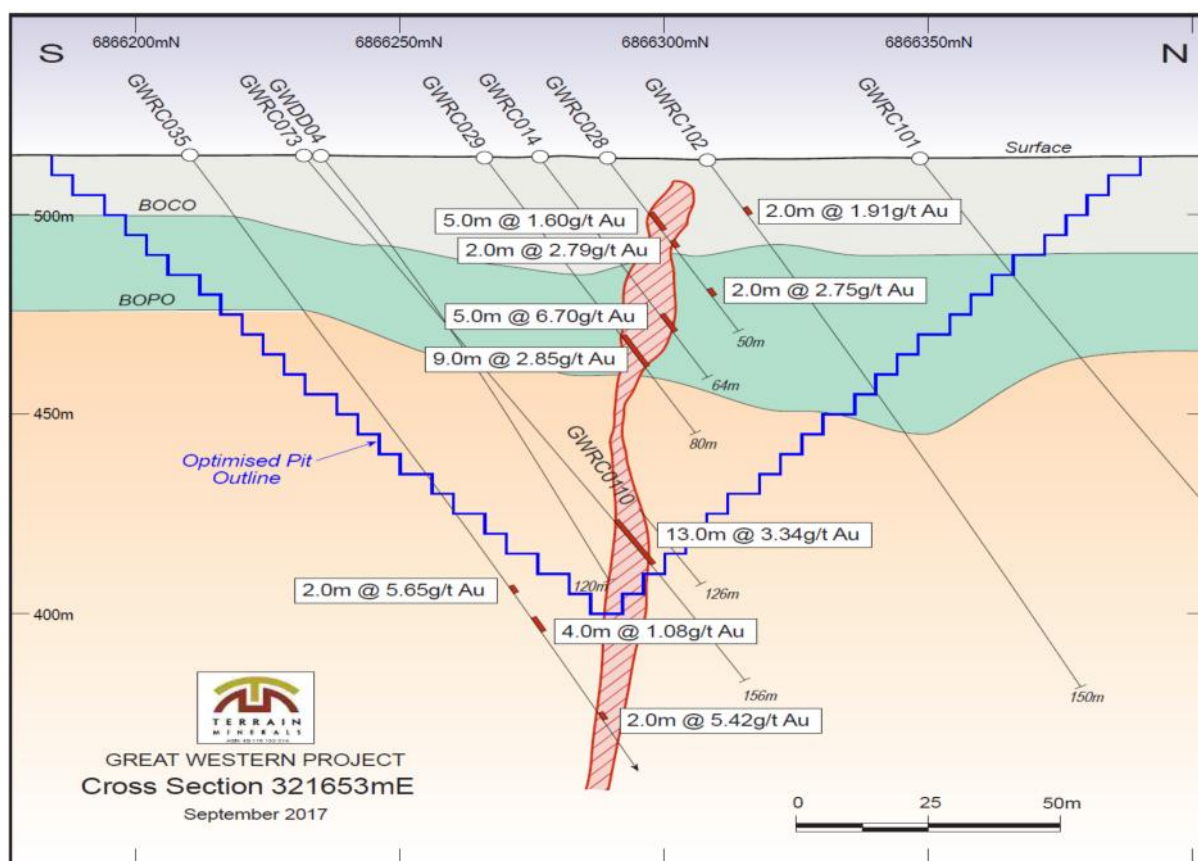 6866200mN
6866250mN
6866300mN
6866350mN
S
N
GWRC035
GWRC073
GWDD04
GWRC029
GWRC014
GWRC028
GWRC102
GWRC101
Surface
BOCO
500m
5.0m @ 1.60g/t Au
2.0m @ 1.91g/t Au
2.0m @ 2.79g/t Au
2.0m @ 2.75g/t Au
BOPO
5.0m @ 6.70g/t Au
50m
9.0m @ 2.85g/t Au
64m
450m
80m
Optimised Pit
Outline
GWRC0110
13.0m @ 3.34g/t Au
2.0m @ 5.65g/t Au
120m
126m
400m
4.0m @ 1.08g/t Au
156m
150m
2.0m @ 5.42g/t Au
TERRAIN
MINERALS
GREAT WESTERN PROJECT
Cross Section 321653mE
September 2017
0
25
50m